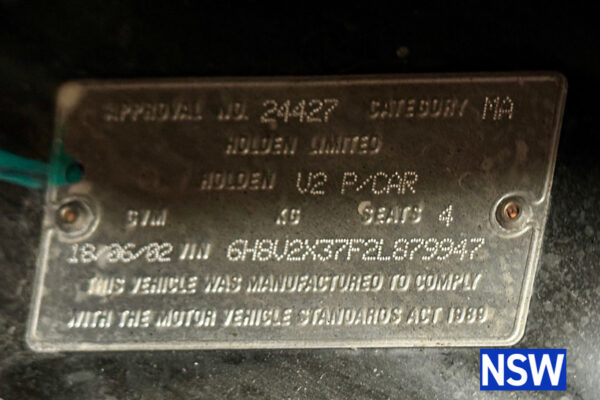 APPROVAL NO. 24427 CATEGORY MA
HOLDEN LIMITED
HOLDEN V2 P/CAR
GVM KG SEATS 4
18/06/02 VIN 6H8V2X37F2L879947
THIS VEHICLE WAS MANUFACTURED TO COMPLY
WITH THE MOTOR VEHICLE STANDARDS ACT 1989
NSW